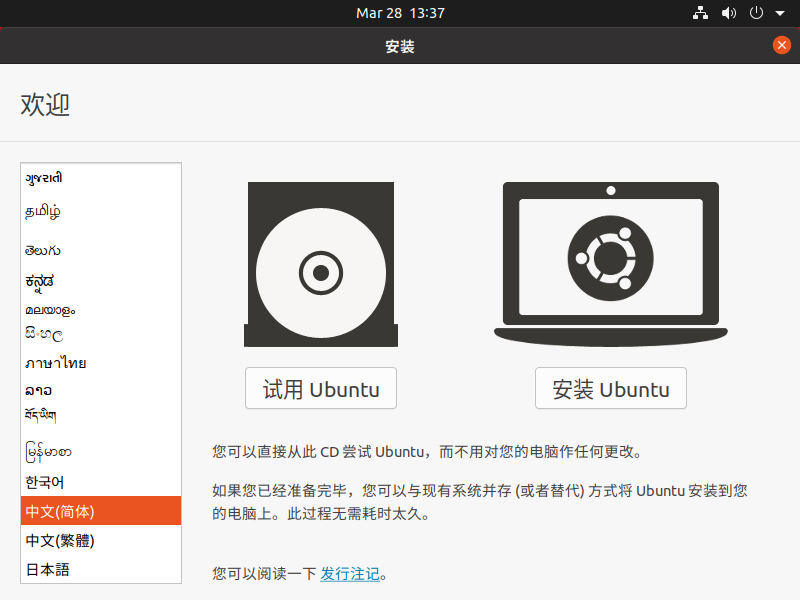 Mar 28 13:37
安装
欢迎
ગુજરાતી
தமிழ்
తెలుగు
ಕನ್ನಡ
മലയാളം
සිංහල
ภาษาไทย
ລາວ
བོད་ཡིག
မြန်မာစာ
한국어
中文(简体)
中文(繁體)
日本語
试用 Ubuntu
安装 Ubuntu
您可以直接从此 CD 尝试 Ubuntu，而不用对您的电脑作任何更改。
如果您已经准备完毕，您可以与现有系统并存 (或者替代) 方式将 Ubuntu 安装到您
的电脑上。此过程无需耗时太久。
您可以阅读一下 发行注记。